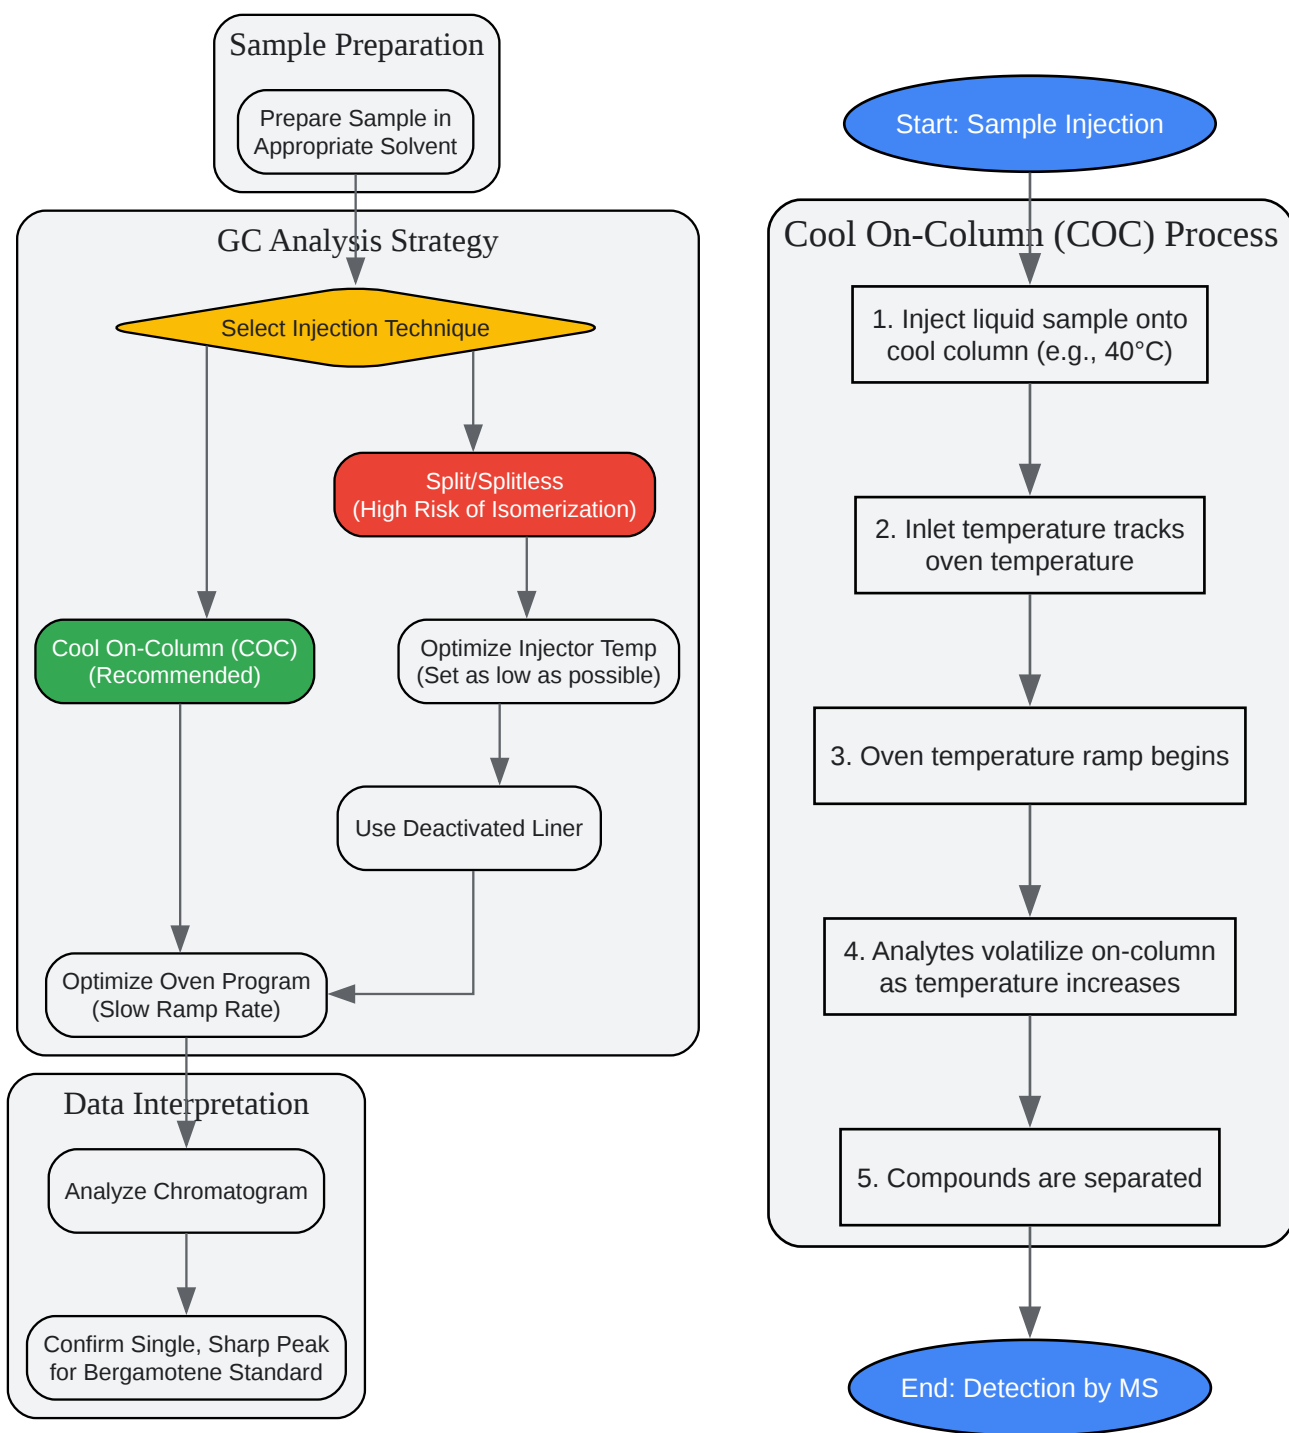 Sample Preparation
Prepare Sample in
Appropriate Solvent
GC Analysis Strategy
Select Injection Technique
Split/Splitless
(High Risk of Isomerization)
Cool On-Column (COC)
(Recommended)
Optimize Injector Temp
(Set as low as possible)
Use Deactivated Liner
Optimize Oven Program
(Slow Ramp Rate)
Data Interpretation
Analyze Chromatogram
Confirm Single, Sharp Peak
for Bergamotene Standard
Start: Sample Injection
Cool On-Column (COC) Process
1. Inject liquid sample onto
cool column (e.g., 40°C)
2. Inlet temperature tracks
oven temperature
3. Oven temperature ramp begins
4. Analytes volatilize on-column
as temperature increases
5. Compounds are separated
End: Detection by MS